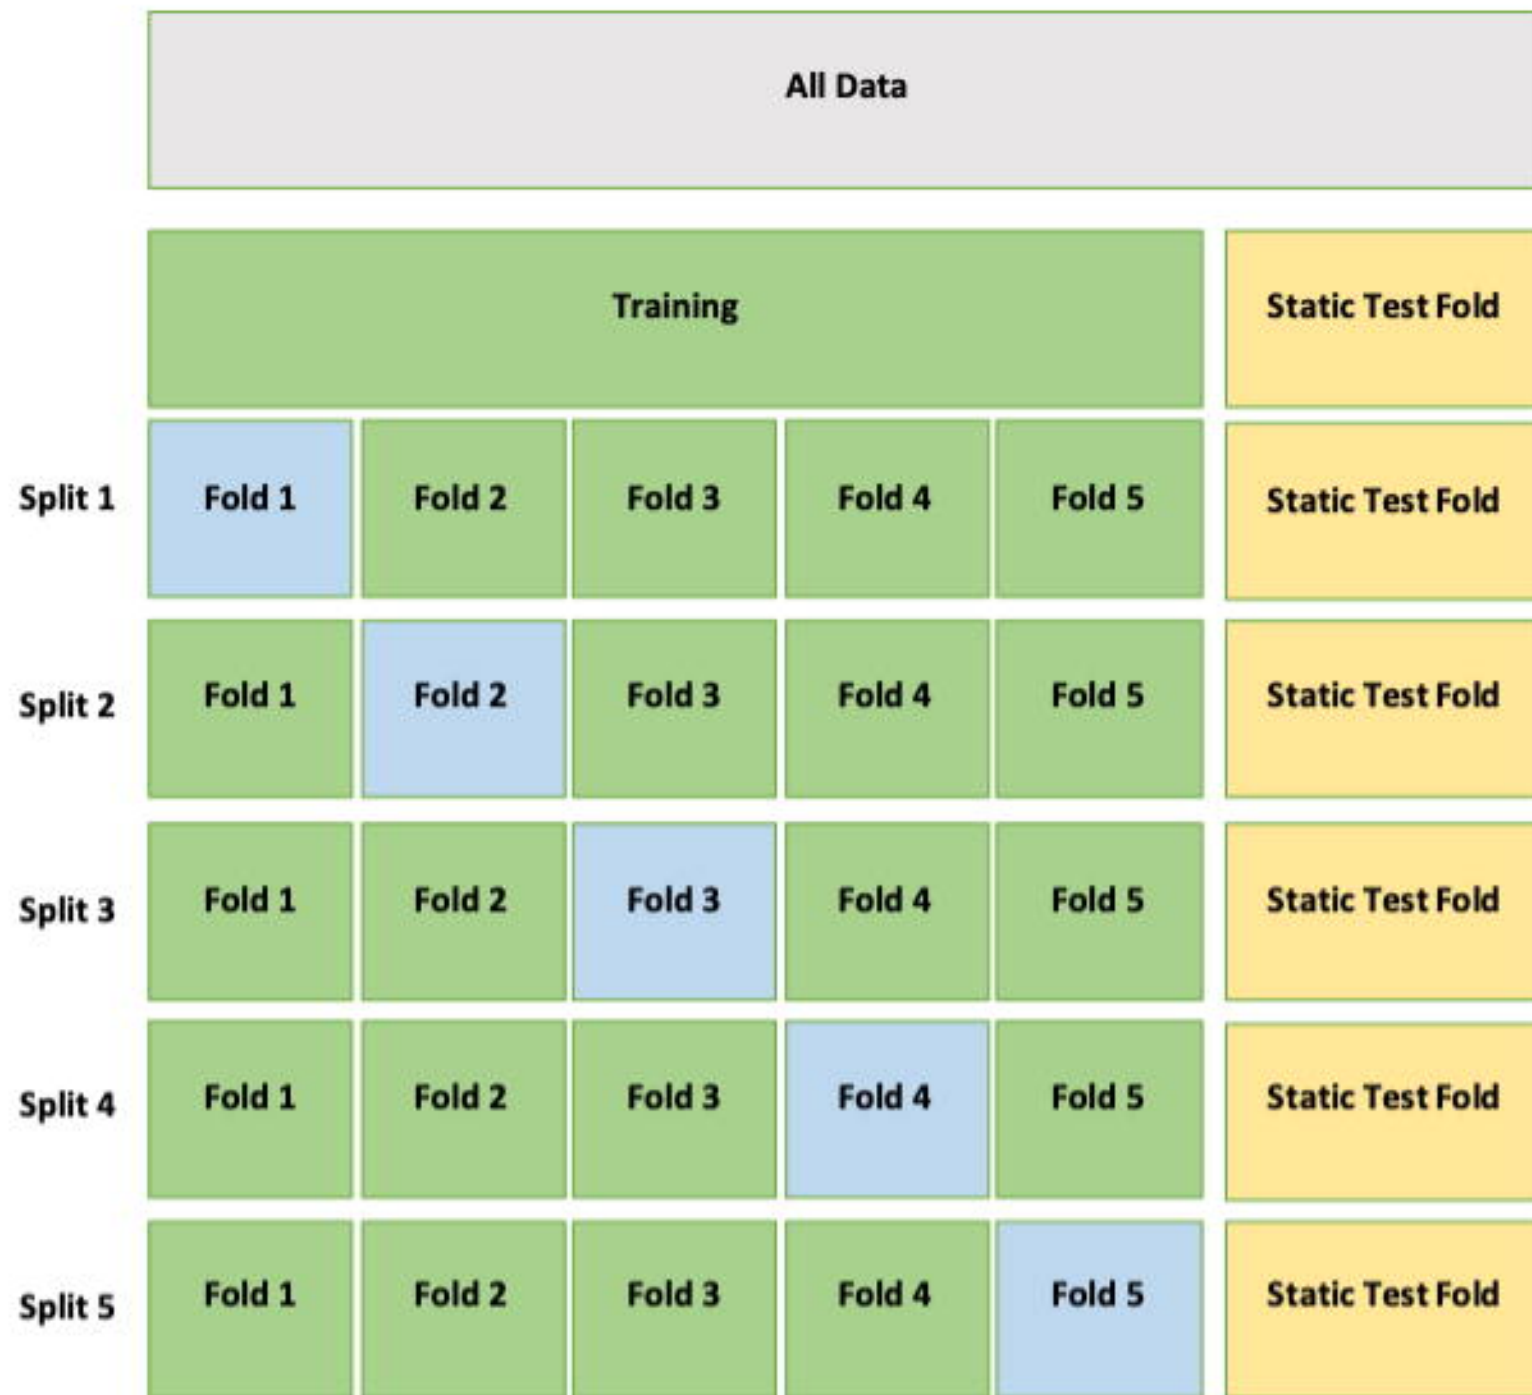 All Data
Training Static Test Fold
Split 1 Fold 1 Fold 2 Fold 3 Fold 4 Fold 5 Static Test Fold
Split 2 Fold 1 Fold 2 Fold 3 Fold 4 Fold 5 Static Test Fold
Split 3 Fold 1 Fold 2 Fold 3 Fold 4 Fold 5 Static Test Fold
Split 4 Fold 1 Fold 2 Fold 3 Fold 4 Fold 5 Static Test Fold
Split 5 Fold 1 Fold 2 Fold 3 Fold 4 Fold 5 Static Test Fold